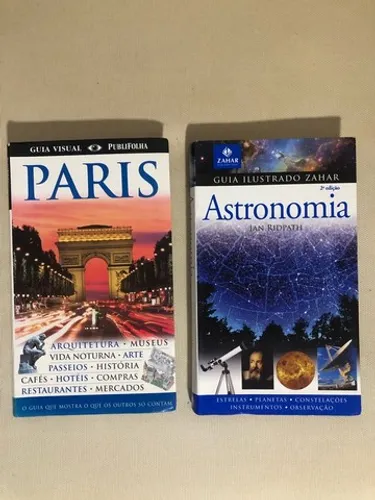 GUIA VISUAL PUBLIFOLHA
PARIS
ARQUITETURA • MUSEUS
VIDA NOTURNA • ARTE
PASSEIOS • HISTÓRIA
CAFÉS • HOTÉIS • COMPRAS
RESTAURANTES • MERCADOS
O GUIA QUE MOSTRA O QUE OS OUTROS SÓ CONTAM
ZAHAR
GUIA ILUSTRADO ZAHAR
2ª edição
Astronomia
IAN RIDPATH
ESTRELAS • PLANETAS • CONSTELAÇÕES
INSTRUMENTOS • OBSERVAÇÃO